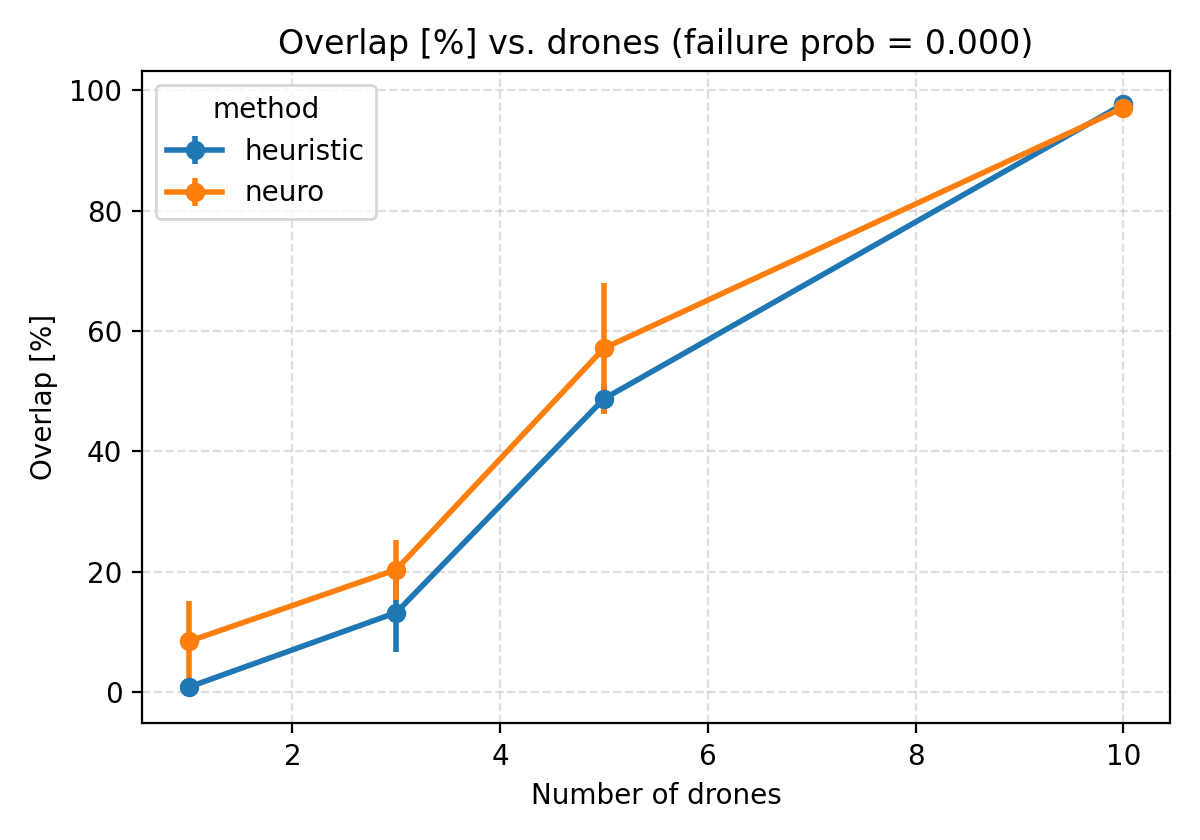 Overlap [%] vs. drones (failure prob = 0.000)
method
heuristic
neuro
Overlap [%]
100
80
60
40
20
0
2
4
6
8
10
Number of drones